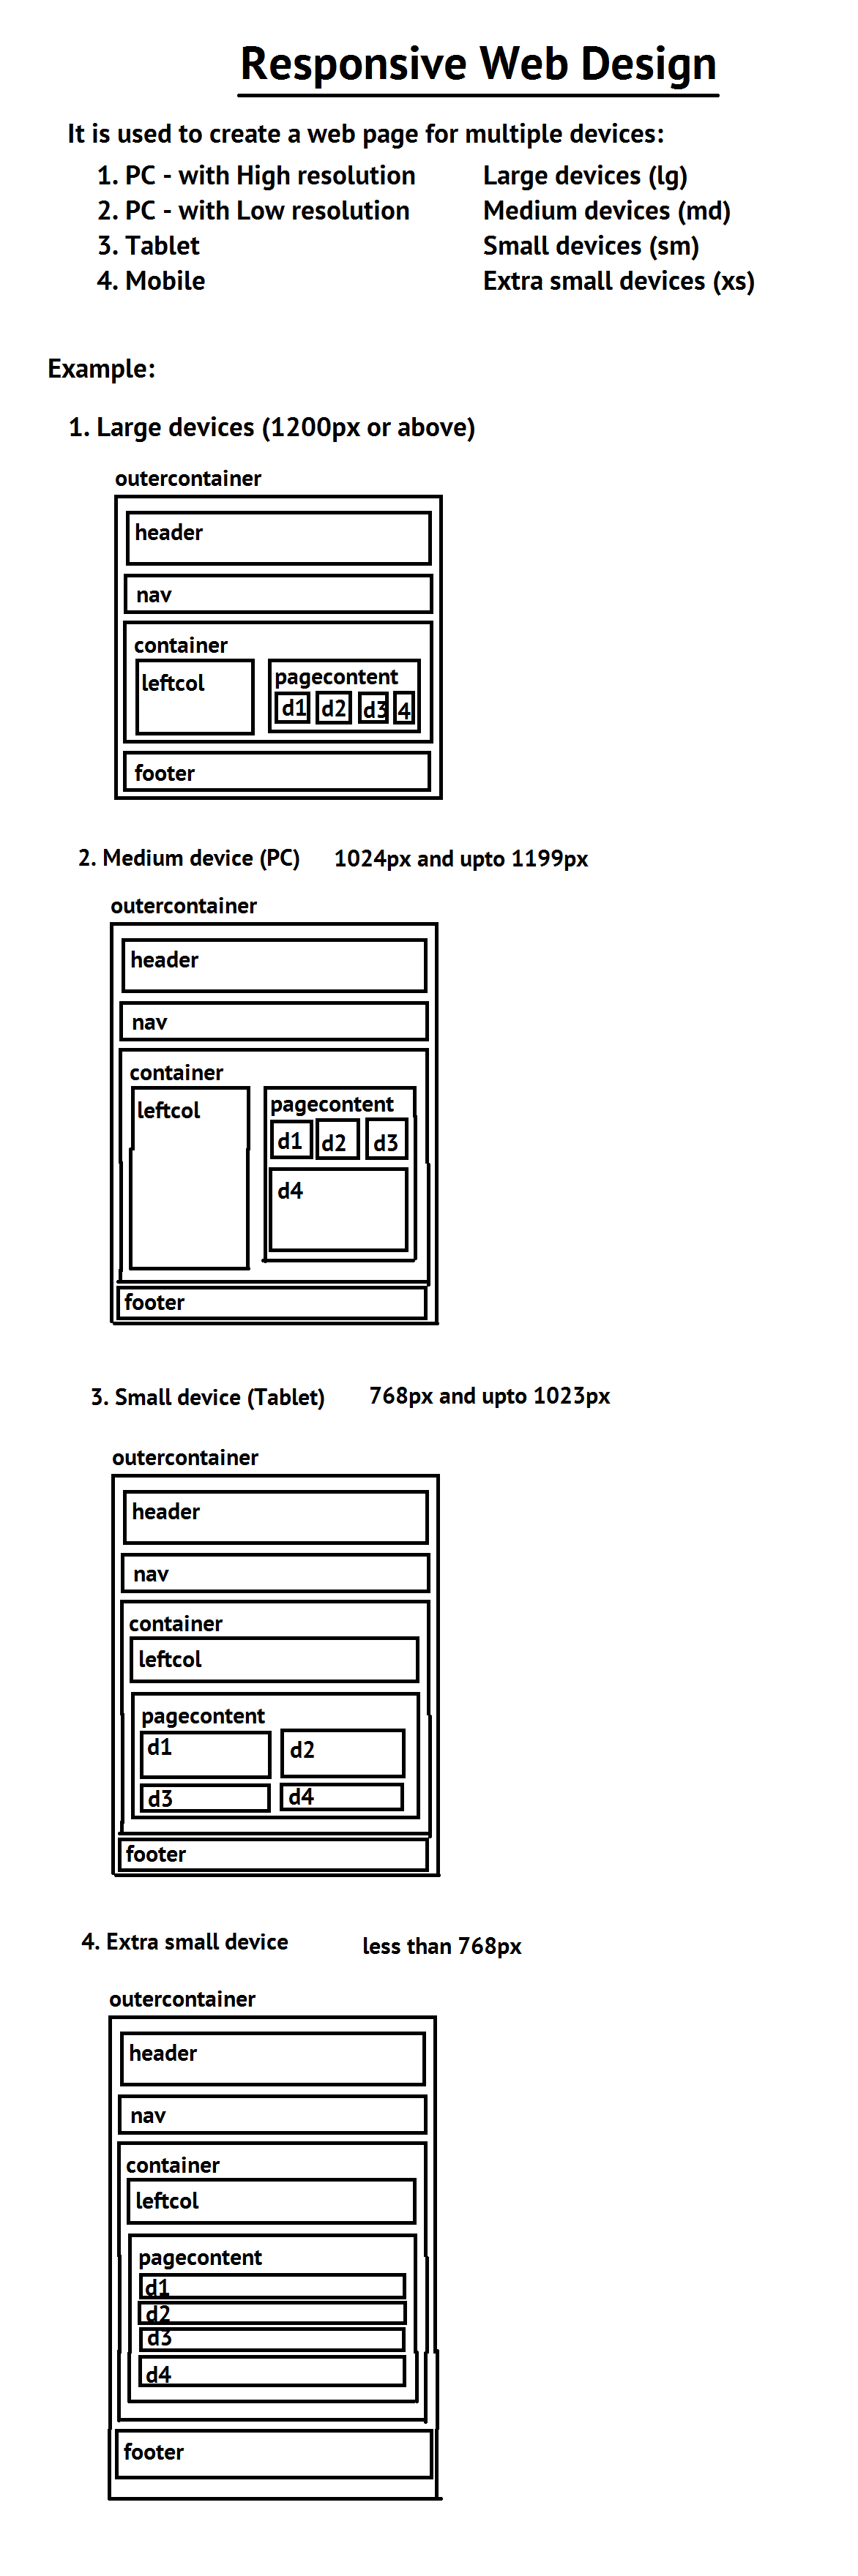 Responsive Web Design
It is used to create a web page for multiple devices:
1. PC - with High resolution Large devices (lg)
2. PC - with Low resolution Medium devices (md)
3. Tablet Small devices (sm)
4. Mobile Extra small devices (xs)
Example:
1. Large devices (1200px or above)
outercontainer
header
nav
container
leftcol pagecontent
d1 d2 d3 4
footer
2. Medium device (PC) 1024px and upto 1199px
outercontainer
header
nav
container
leftcol pagecontent
d1 d2 d3
d4
footer
3. Small device (Tablet) 768px and upto 1023px
outercontainer
header
nav
container
leftcol
pagecontent
d1 d2
d3 d4
footer
4. Extra small device less than 768px
outercontainer
header
nav
container
leftcol
pagecontent
d1
d2
d3
d4
footer